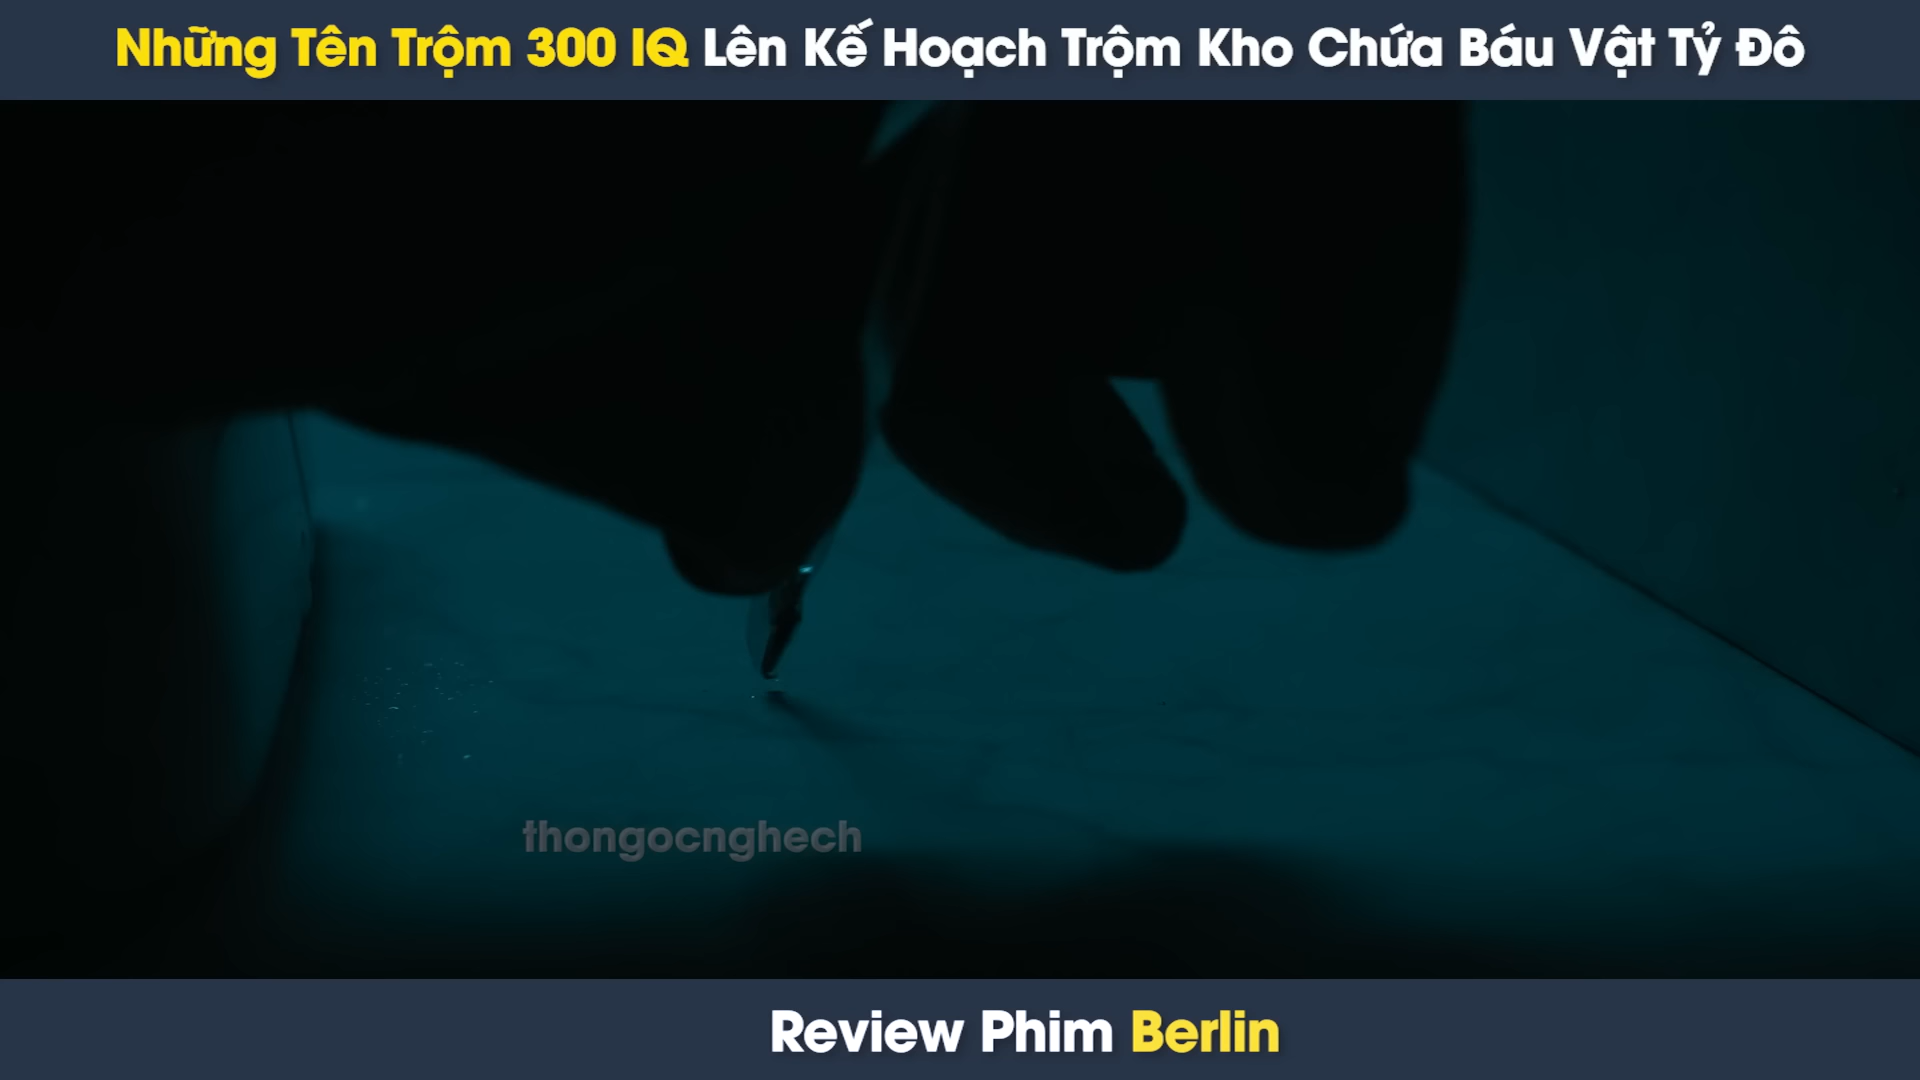 Những Tên Trộm 300 IQ Lên Kế Hoạch Trộm Kho Chứa Báu Vật Tỷ Đô
thongocnghech
Review Phim Berlin